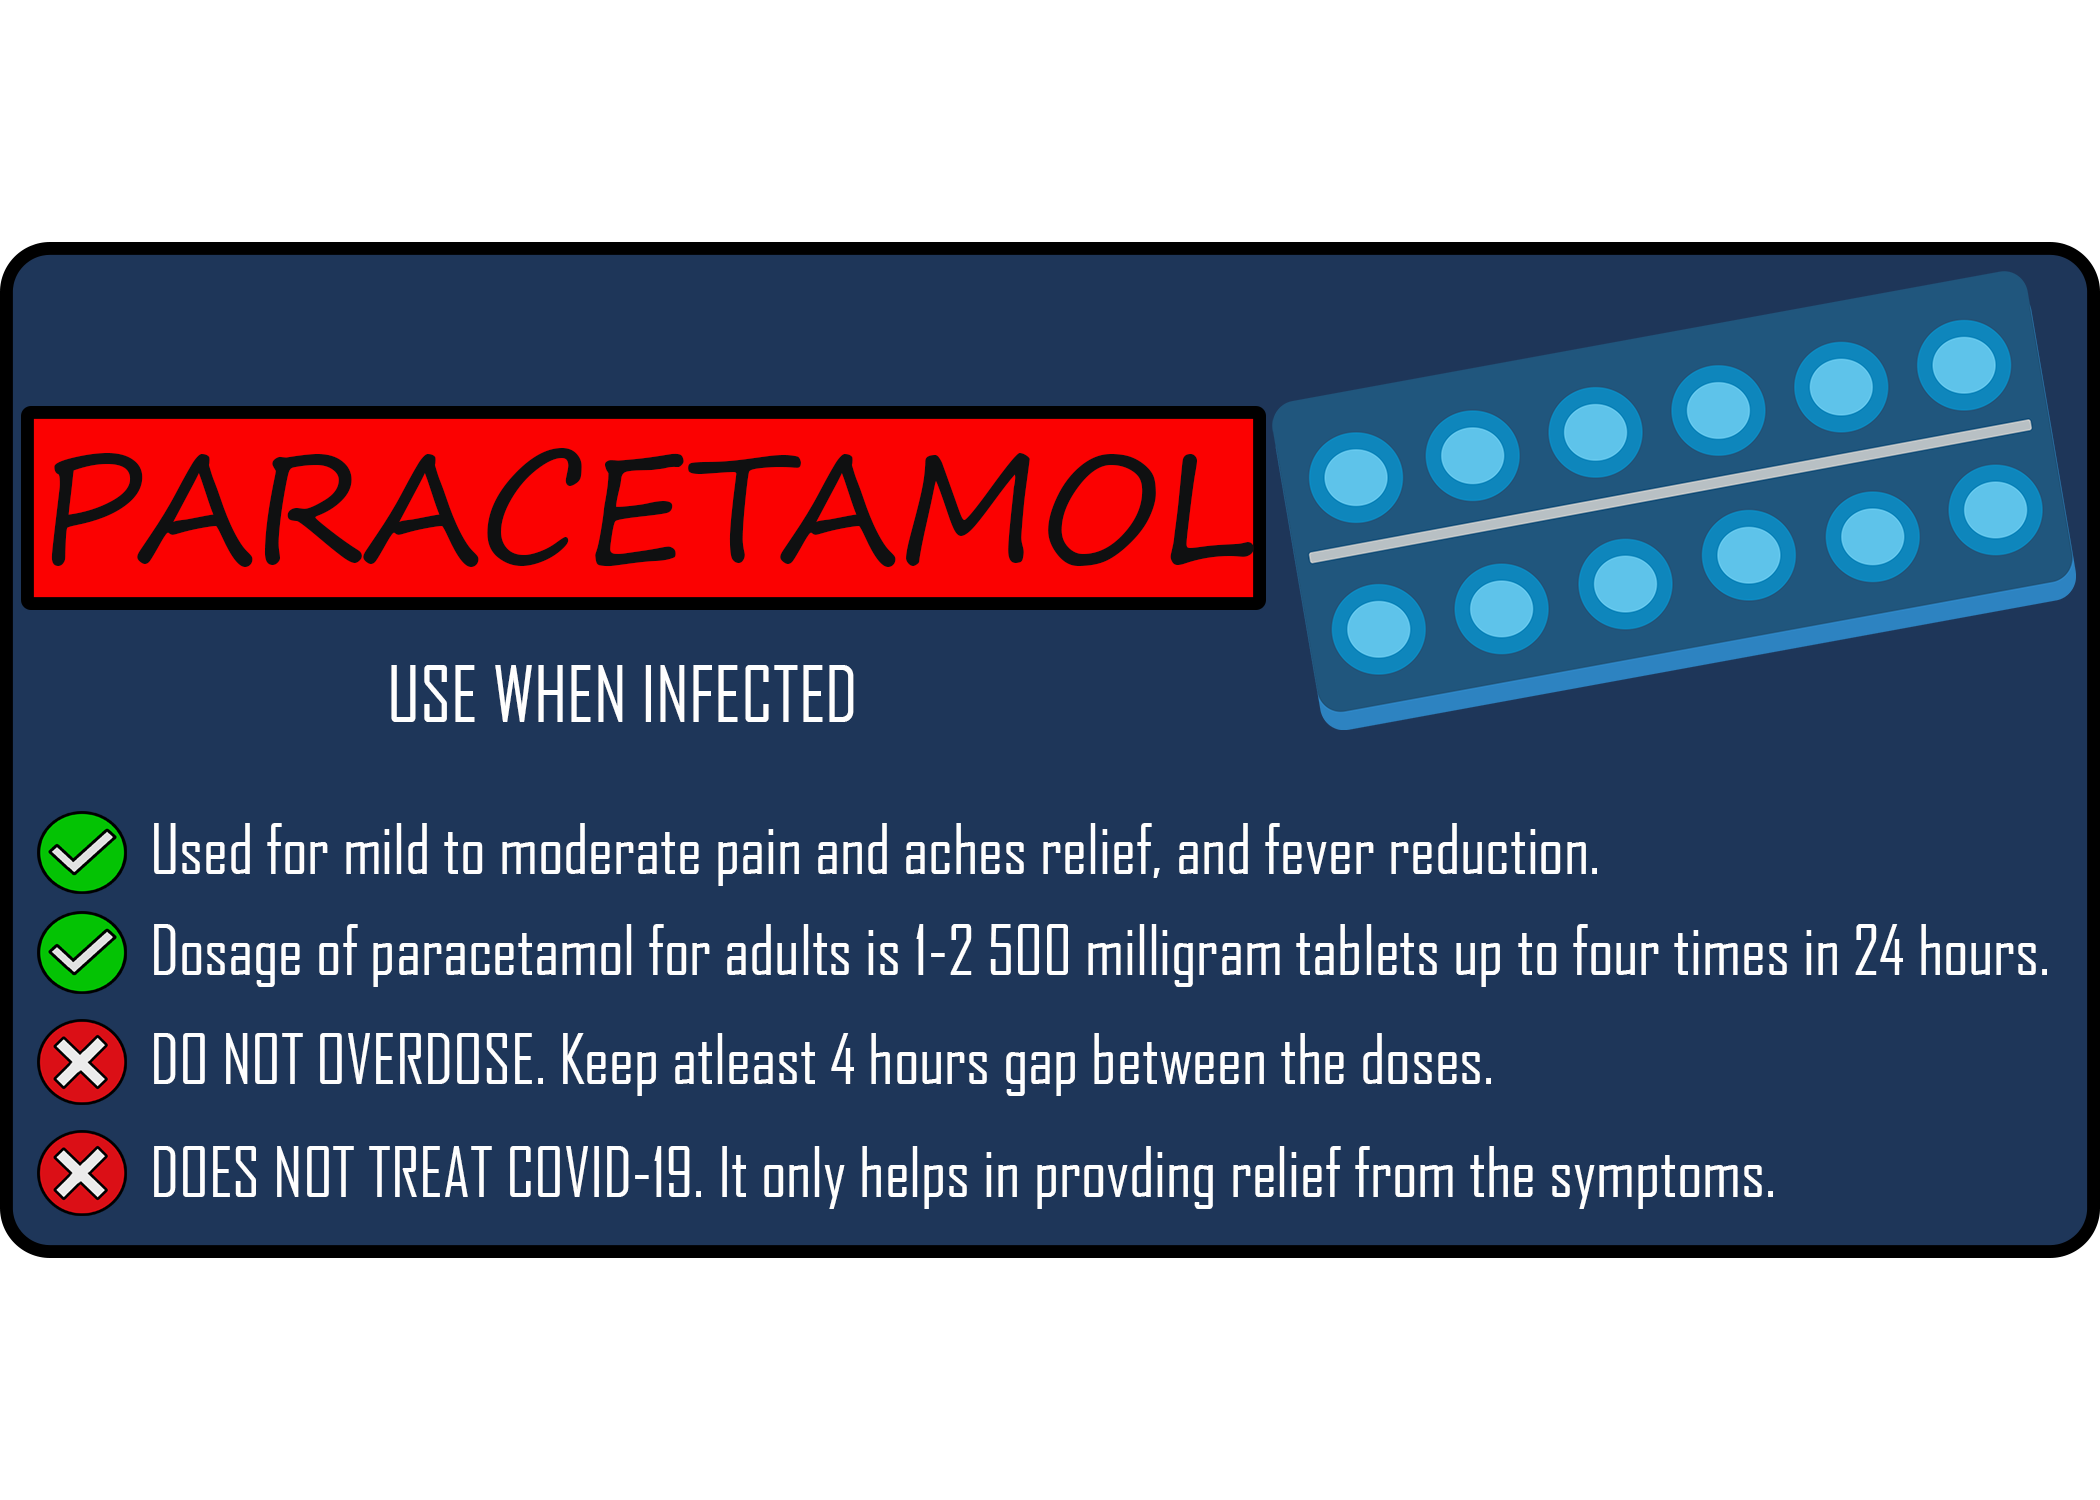 PARACETAMOL
USE WHEN INFECTED
Used for mild to moderate pain and aches relief, and fever reduction.
Dosage of paracetamol for adults is 1-2 500 milligram tablets up to four times in 24 hours.
DO NOT OVERDOSE. Keep atleast 4 hours gap between the doses.
DOES NOT TREAT COVID-19. It only helps in provding relief from the symptoms.